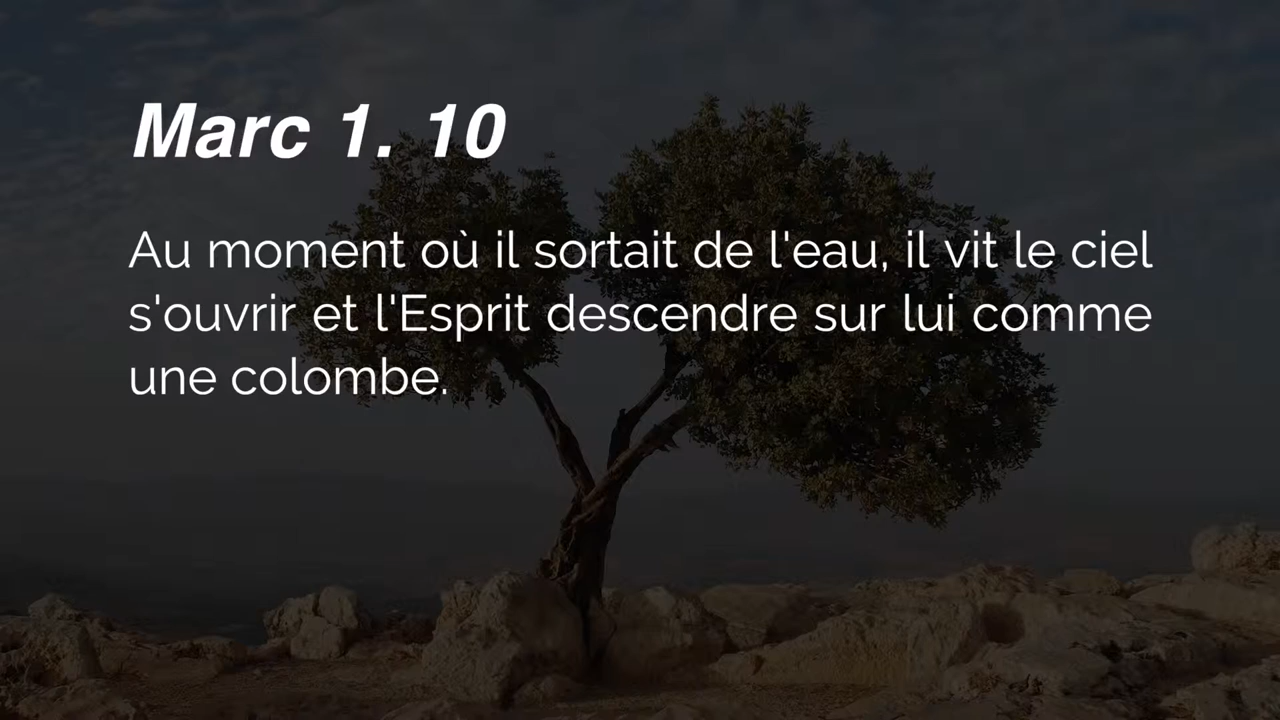 Marc 1. 10
Au moment où il sortait de l'eau, il vit le ciel
s'ouvrir et l'Esprit descendre sur lui comme
une colombe.